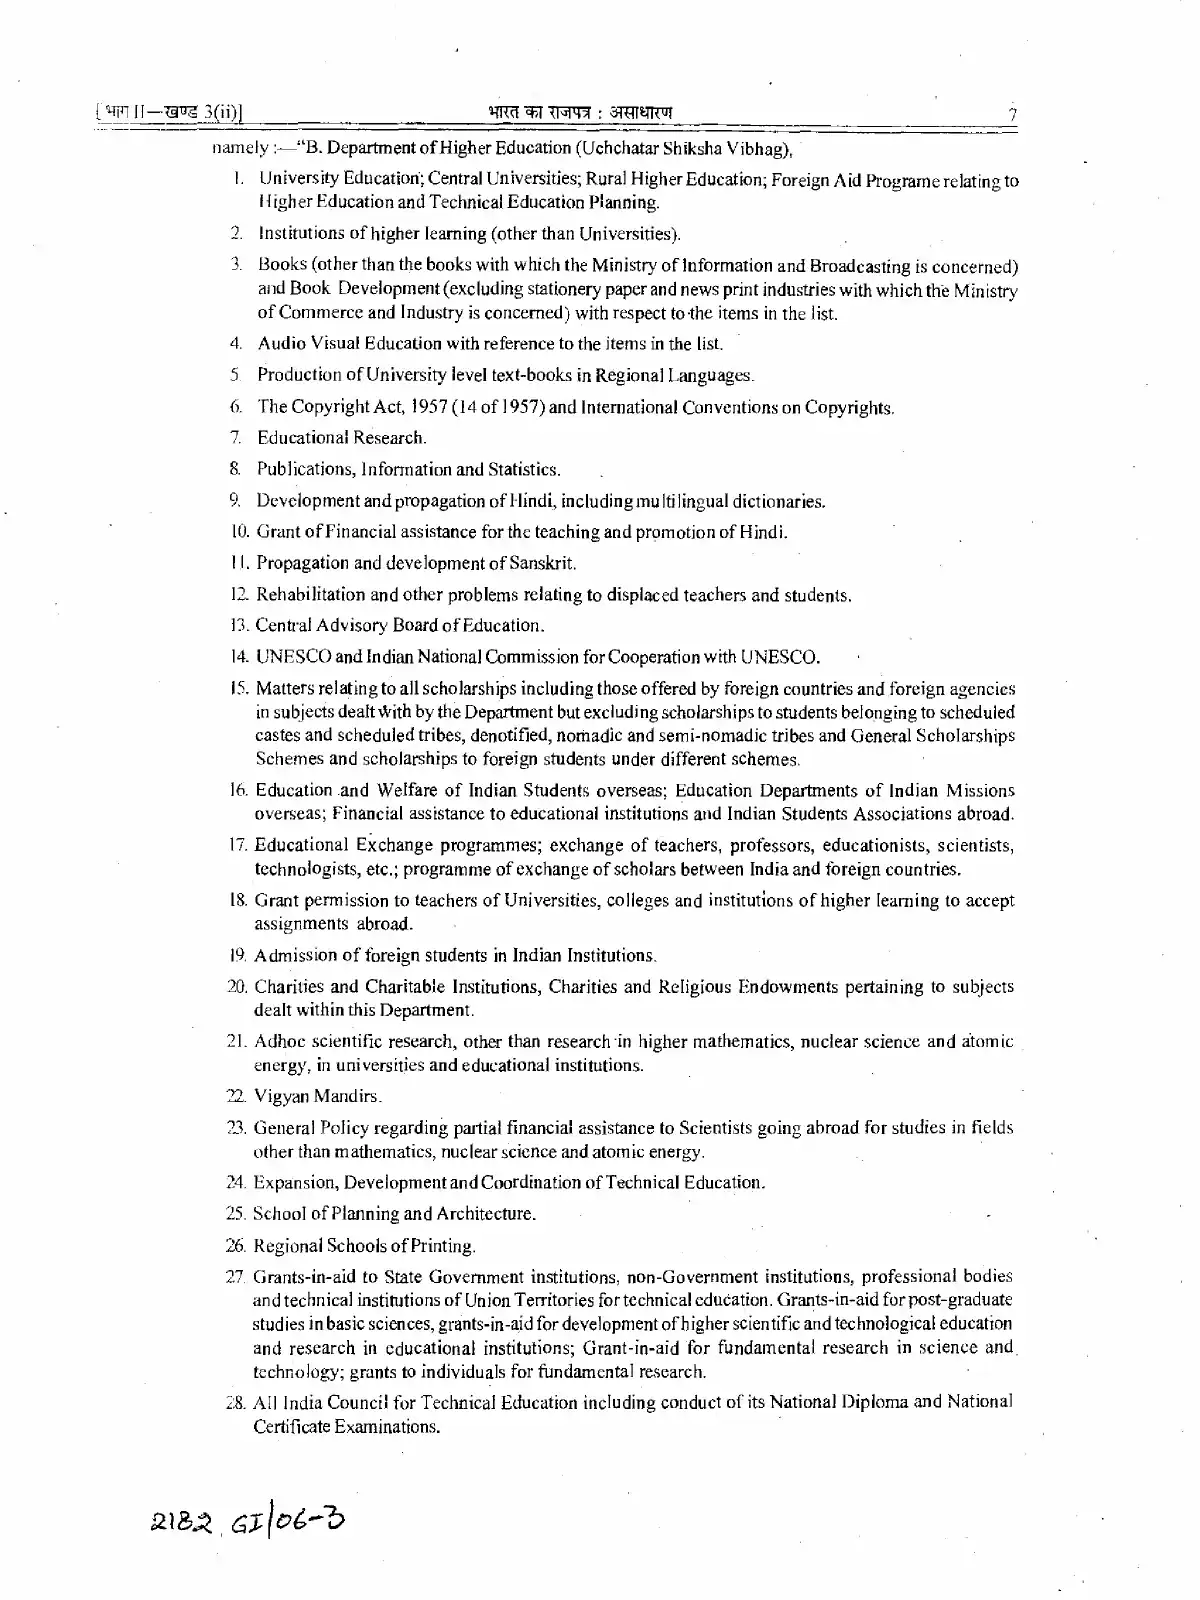 [ भाग II—खण्ड 3(ii)]
भारत का राजपत्र : असाधारण
7
namely :—“B. Department of Higher Education (Uchchatar Shiksha Vibhag),
1. University Education; Central Universities; Rural Higher Education; Foreign Aid Programe relating to
Higher Education and Technical Education Planning.
2. Institutions of higher learning (other than Universities).
3. Books (other than the books with which the Ministry of Information and Broadcasting is concerned)
and Book Development (excluding stationery paper and news print industries with which the Ministry
of Commerce and Industry is concerned) with respect to the items in the list.
4. Audio Visual Education with reference to the items in the list.
5 Production of University level text-books in Regional Languages.
6. The Copyright Act, 1957 (14 of 1957) and International Conventions on Copyrights.
7. Educational Research.
8. Publications, Information and Statistics.
9. Development and propagation of Hindi, including multilingual dictionaries.
10. Grant of Financial assistance for the teaching and promotion of Hindi.
11. Propagation and development of Sanskrit.
12. Rehabilitation and other problems relating to displaced teachers and students.
13. Central Advisory Board of Education.
14. UNESCO and Indian National Commission for Cooperation with UNESCO.
15. Matters relating to all scholarships including those offered by foreign countries and foreign agencies
in subjects dealt with by the Department but excluding scholarships to students belonging to scheduled
castes and scheduled tribes, denotified, nomadic and semi-nomadic tribes and General Scholarships
Schemes and scholarships to foreign students under different schemes.
16. Education and Welfare of Indian Students overseas; Education Departments of Indian Missions
overseas; Financial assistance to educational institutions and Indian Students Associations abroad.
17. Educational Exchange programmes; exchange of teachers, professors, educationists, scientists,
technologists, etc.; programme of exchange of scholars between India and foreign countries.
18. Grant permission to teachers of Universities, colleges and institutions of higher learning to accept
assignments abroad.
19. Admission of foreign students in Indian Institutions.
20. Charities and Charitable Institutions, Charities and Religious Endowments pertaining to subjects
dealt within this Department.
21. Adhoc scientific research, other than research in higher mathematics, nuclear science and atomic
energy, in universities and educational institutions.
22. Vigyan Mandirs.
23. General Policy regarding partial financial assistance to Scientists going abroad for studies in fields
other than mathematics, nuclear science and atomic energy.
24. Expansion, Development and Coordination of Technical Education.
25. School of Planning and Architecture.
26. Regional Schools of Printing.
27. Grants-in-aid to State Government institutions, non-Government institutions, professional bodies
and technical institutions of Union Territories for technical education. Grants-in-aid for post-graduate
studies in basic sciences, grants-in-aid for development of higher scientific and technological education
and research in educational institutions; Grant-in-aid for fundamental research in science and
technology; grants to individuals for fundamental research.
28. All India Council for Technical Education including conduct of its National Diploma and National
Certificate Examinations.
2182 GI/06-3